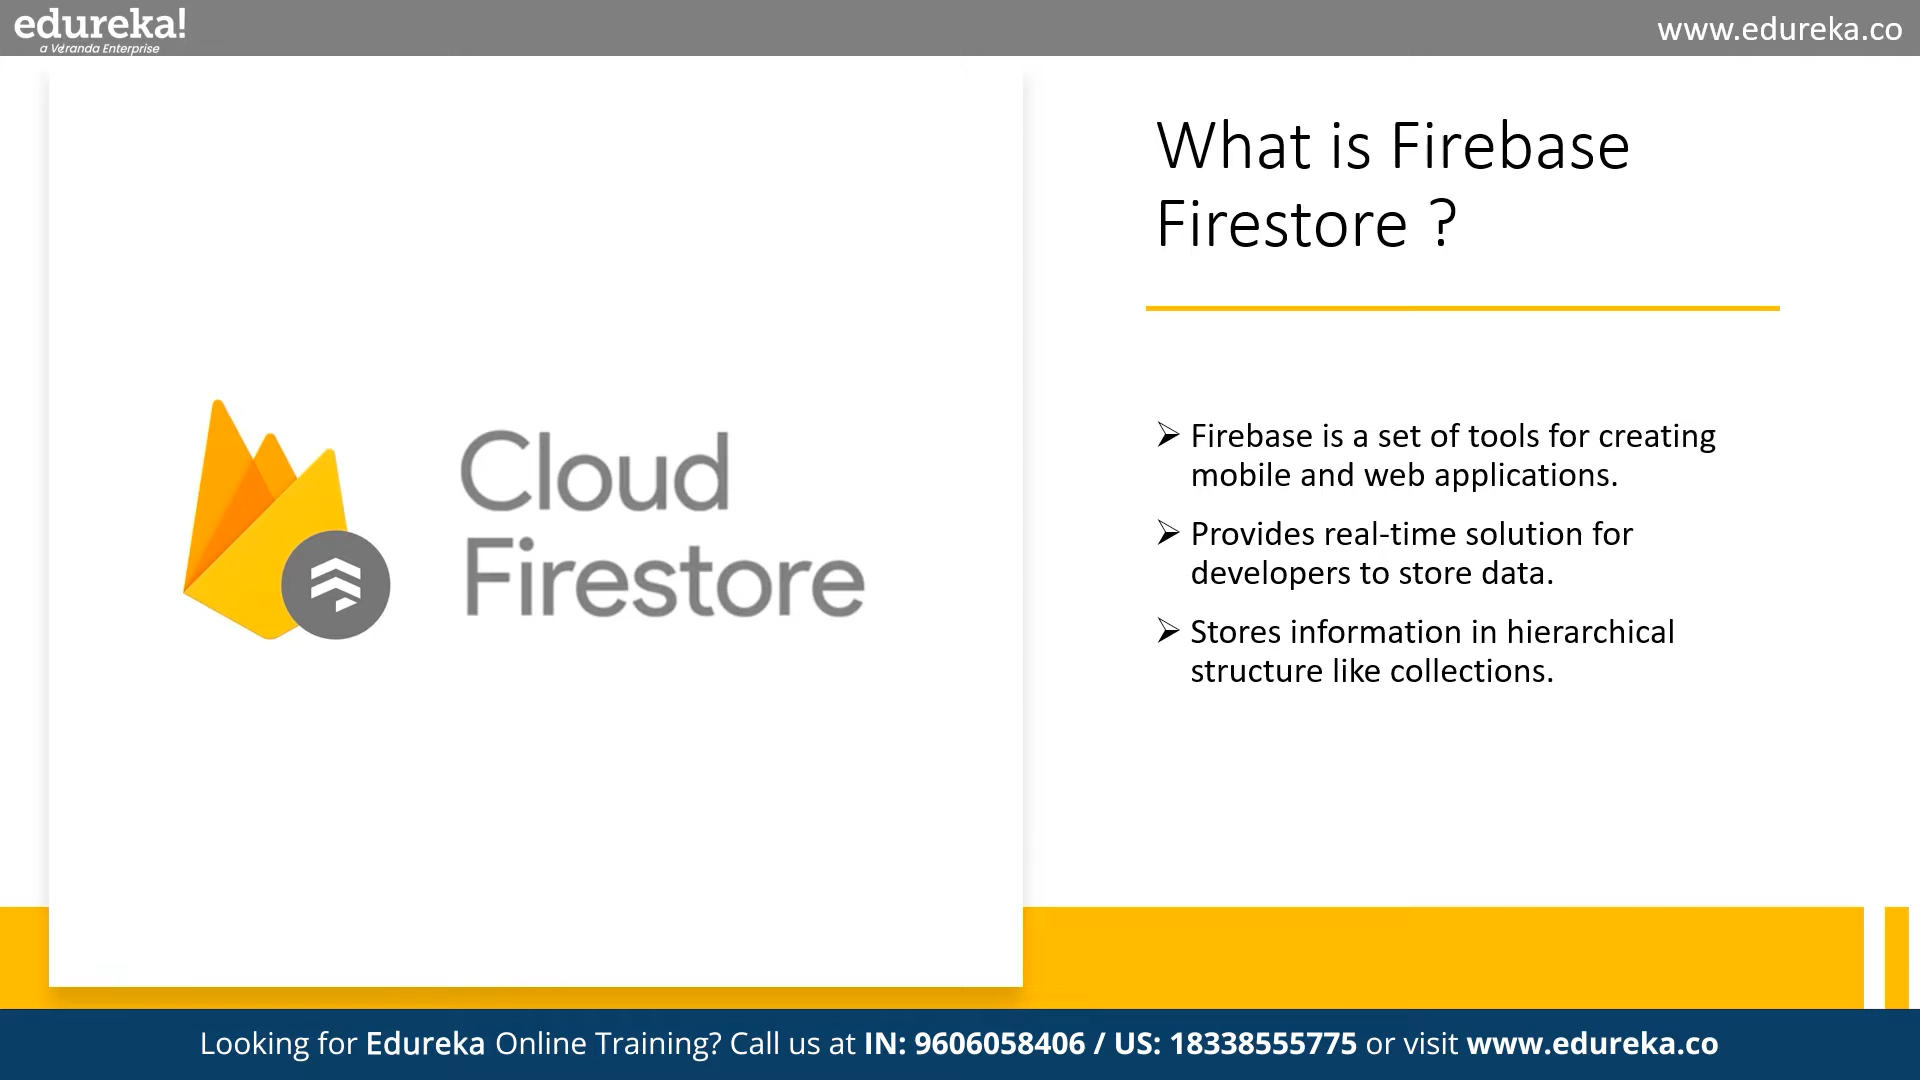 edureka!
a Veranda Enterprise
www.edureka.co
What is Firebase
Firestore ?
Cloud
Firestore
➢ Firebase is a set of tools for creating
mobile and web applications.
➢ Provides real-time solution for
developers to store data.
➢ Stores information in hierarchical
structure like collections.
Looking for Edureka Online Training? Call us at IN: 9606058406 / US: 18338555775 or visit www.edureka.co